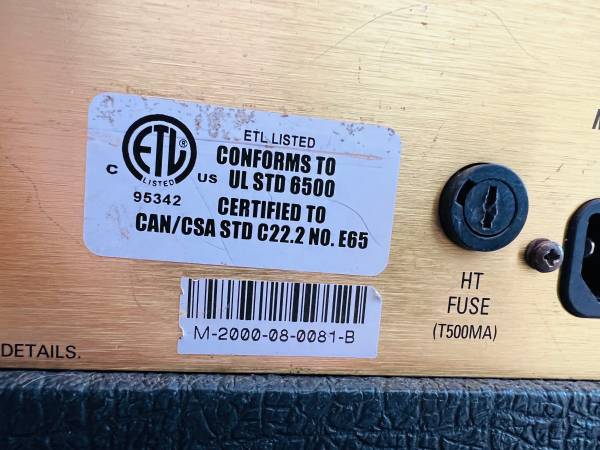 ETL LISTED
ETL®
LISTED
C US
95342
CONFORMS TO
UL STD 6500
CERTIFIED TO
CAN/CSA STD C22.2 NO. E65
M-2000-08-0081-B
HT
FUSE
(T500MA)
DETAILS.